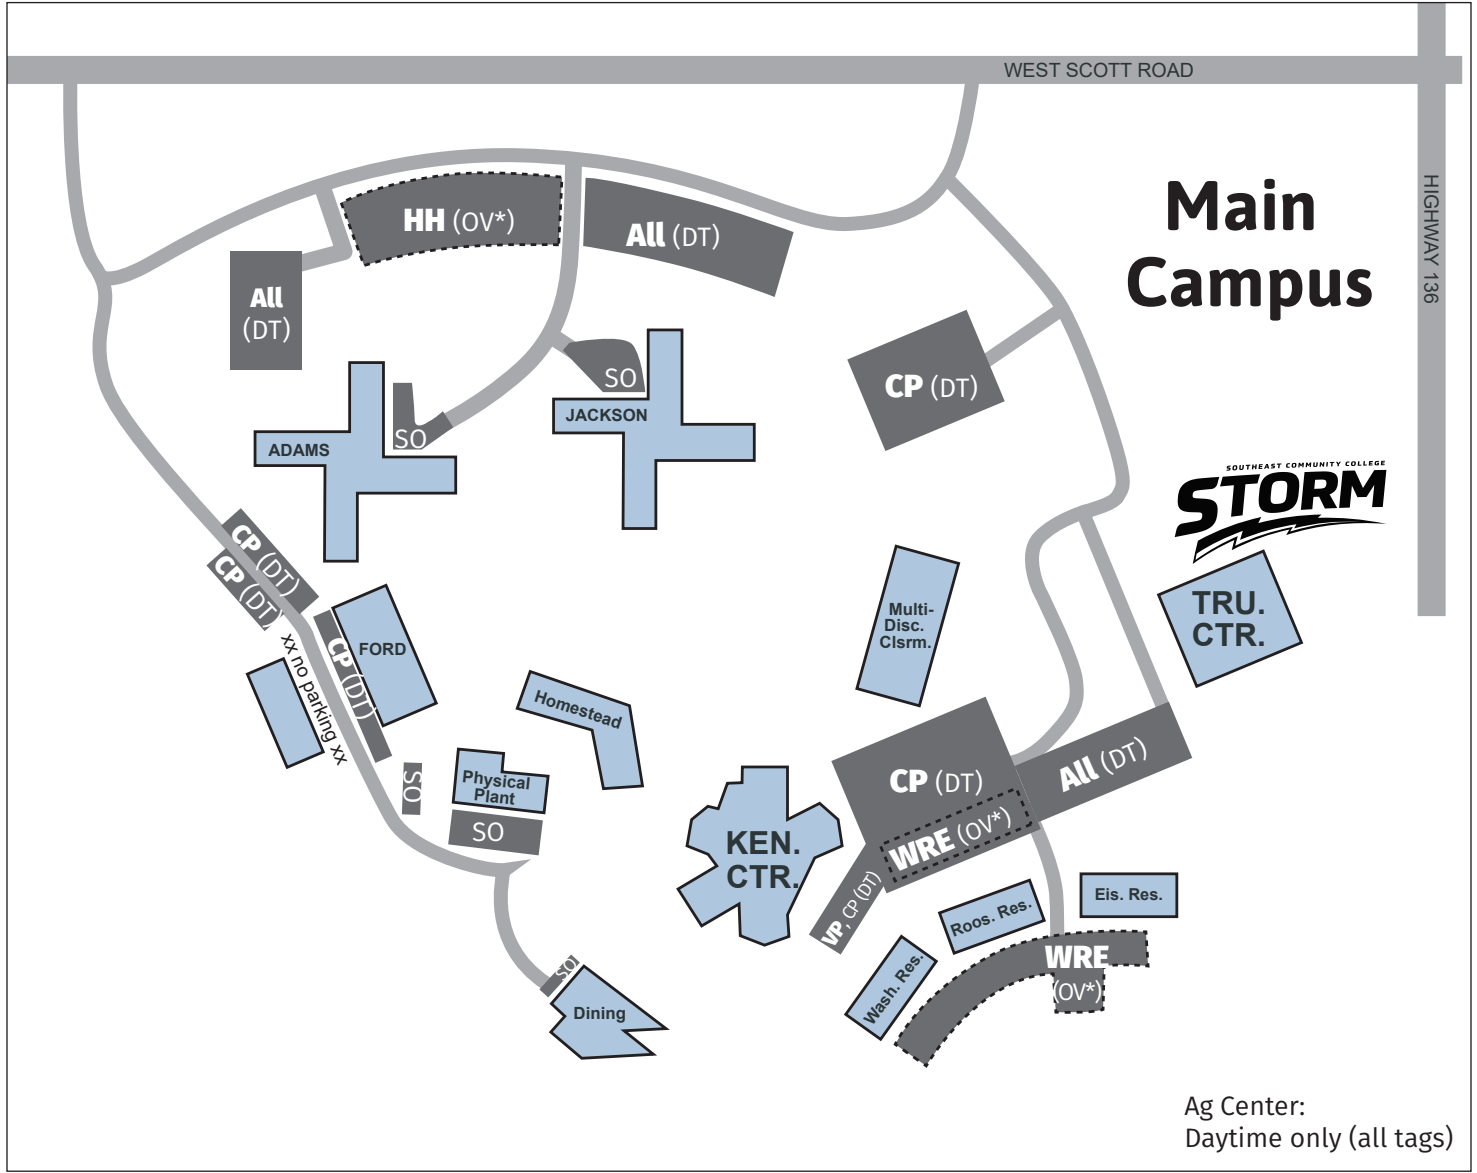 WEST SCOTT ROAD
HIGHWAY 136
Main
Campus
HH (OV*)
All (DT)
All
(DT)
SO
JACKSON
CP (DT)
SO
ADAMS
SOUTHEAST COMMUNITY COLLEGE
STORM
CP (DT)
CP (DT)
xx no parking xx
CP (DT)
FORD
Multi-
Disc.
Clsrm.
TRU.
CTR.
Homestead
SO
Physical
Plant
SO
KEN.
CTR.
CP (DT)
All (DT)
WRE (OV*)
VP, CP (DT)
Roos. Res.
Eis. Res.
Wash. Res.
WRE
(OV*)
SO
Dining
Ag Center:
Daytime only (all tags)